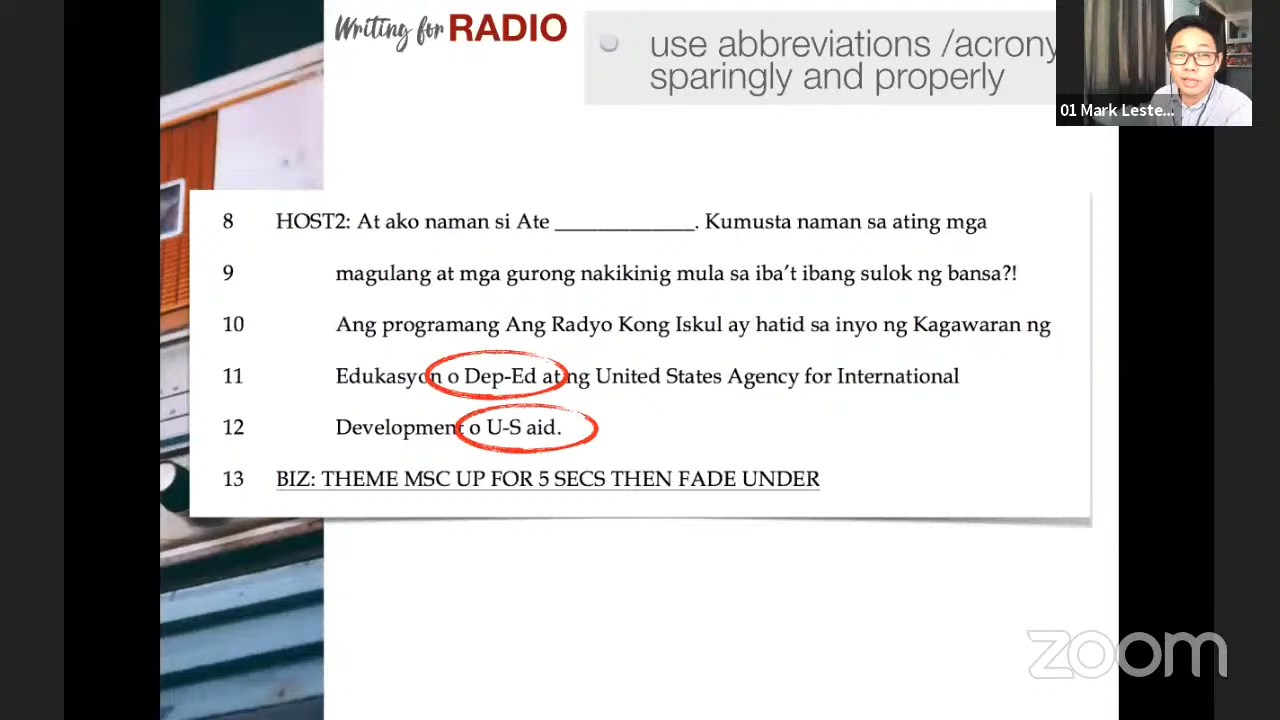 Writing for RADIO
use abbreviations /acrony
sparingly and properly
01 Mark Leste...
8 HOST2: At ako naman si Ate _____________. Kumusta naman sa ating mga
9 magulang at mga gurong nakikinig mula sa iba’t ibang sulok ng bansa?!
10 Ang programang Ang Radyo Kong Iskul ay hatid sa inyo ng Kagawaran ng
11 Edukasyon o Dep-Ed at ng United States Agency for International
12 Development o U-S aid.
13 BIZ: THEME MSC UP FOR 5 SECS THEN FADE UNDER
zoom